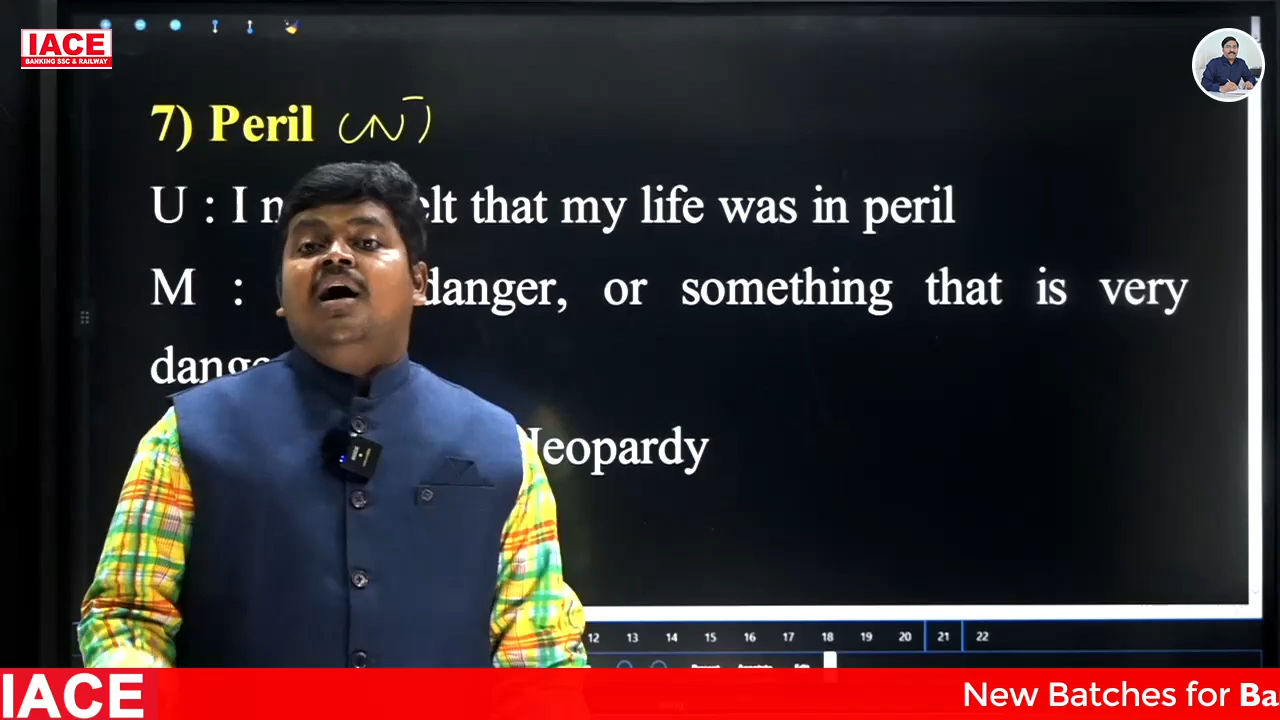 IACE
BANKING SSC & RAILWAY
7) Peril (N)
U : I elt that my life was in peril
M : danger, or something that is very
dange
Jeopardy
12 13 14 15 16 17 18 19 20 21 22
IACE
New Batches for Ba